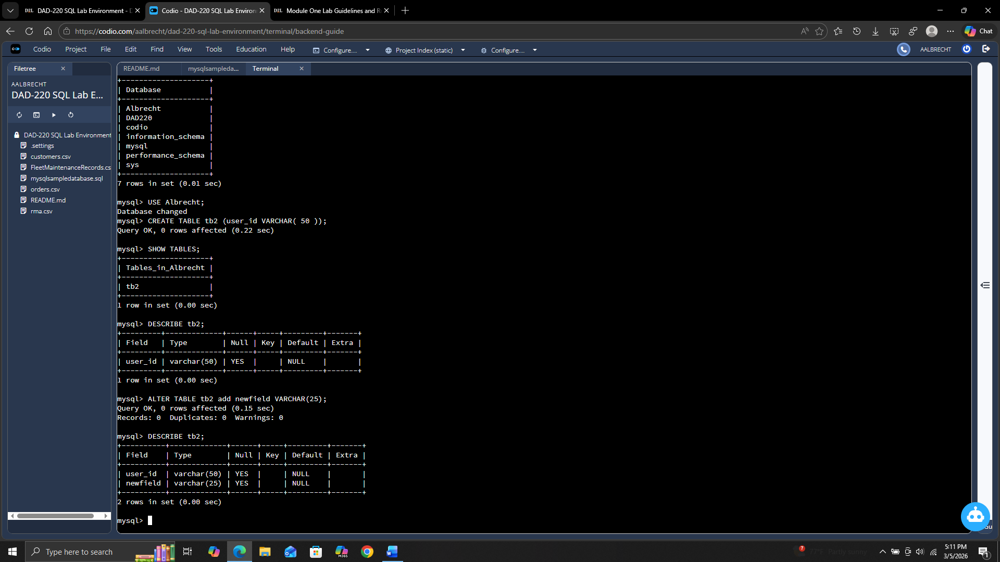 DAD-220 SQL Lab Environment - D
Codio - DAD-220 SQL Lab Environ
Module One Lab Guidelines and R
https://codio.com/aalbrecht/dad-220-sql-lab-environment/terminal/backend-guide
Chat
Codio Project File Edit Find View Tools Education Help Configure.... Project Index (static) Configure.... AALBRECHT
Filetree
README.md mysqlsampleda... Terminal
AALBRECHT
DAD-220 SQL Lab E...
DAD-220 SQL Lab Environment
.settings
customers.csv
FleetMaintenanceRecords.cs
mysqlsampledatabase.sql
orders.csv
README.md
rma.csv
+--------------------+
| Database           |
+--------------------+
| Albrecht           |
| DAD220             |
| codio              |
| information_schema |
| mysql              |
| performance_schema |
| sys                |
+--------------------+
7 rows in set (0.01 sec)
mysql> USE Albrecht;
Database changed
mysql> CREATE TABLE tb2 (user_id VARCHAR( 50 ));
Query OK, 0 rows affected (0.22 sec)
mysql> SHOW TABLES;
+--------------------+
| Tables_in_Albrecht |
+--------------------+
| tb2                |
+--------------------+
1 row in set (0.00 sec)
mysql> DESCRIBE tb2;
+---------+-------------+------+-----+---------+-------+
| Field   | Type        | Null | Key | Default | Extra |
+---------+-------------+------+-----+---------+-------+
| user_id | varchar(50) | YES  |     | NULL    |       |
+---------+-------------+------+-----+---------+-------+
1 row in set (0.00 sec)
mysql> ALTER TABLE tb2 add newfield VARCHAR(25);
Query OK, 0 rows affected (0.15 sec)
Records: 0  Duplicates: 0  Warnings: 0
mysql> DESCRIBE tb2;
+----------+-------------+------+-----+---------+-------+
| Field    | Type        | Null | Key | Default | Extra |
+----------+-------------+------+-----+---------+-------+
| user_id  | varchar(50) | YES  |     | NULL    |       |
| newfield | varchar(25) | YES  |     | NULL    |       |
+----------+-------------+------+-----+---------+-------+
2 rows in set (0.00 sec)
mysql>
Gu
Type here to search
M365
7
77°F Partly sunny
5:11 PM
3/5/2026
1